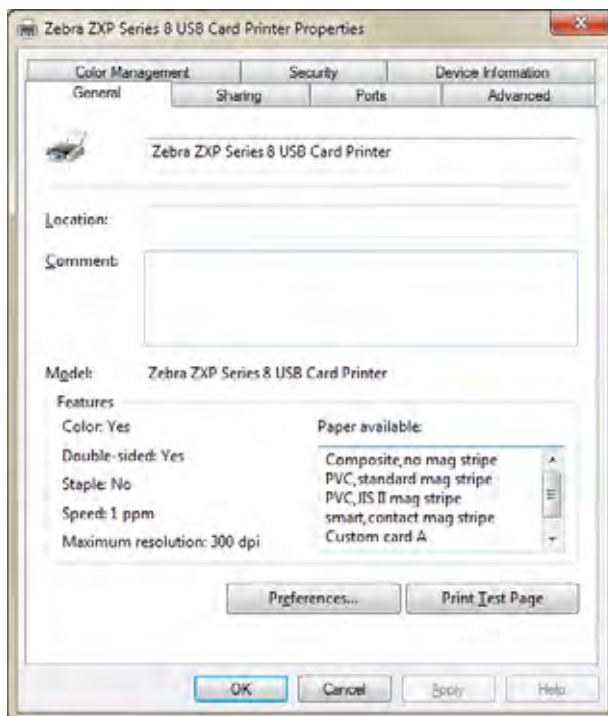 Zebra ZXP Series 8 USB Card Printer Properties
Color Management Security Device Information
General Sharing Ports Advanced
Zebra ZXP Series 8 USB Card Printer
Location:
Comment:
Model: Zebra ZXP Series 8 USB Card Printer
Features
Color: Yes
Paper available:
Double-sided: Yes
Staple: No
Speed: 1 ppm
Maximum resolution: 300 dpi
Composite,no mag stripe
PVC,standard mag stripe
PVC,JIS II mag stripe
smart,contact mag stripe
Custom card A
Preferences... Print Test Page
OK Cancel Apply Help